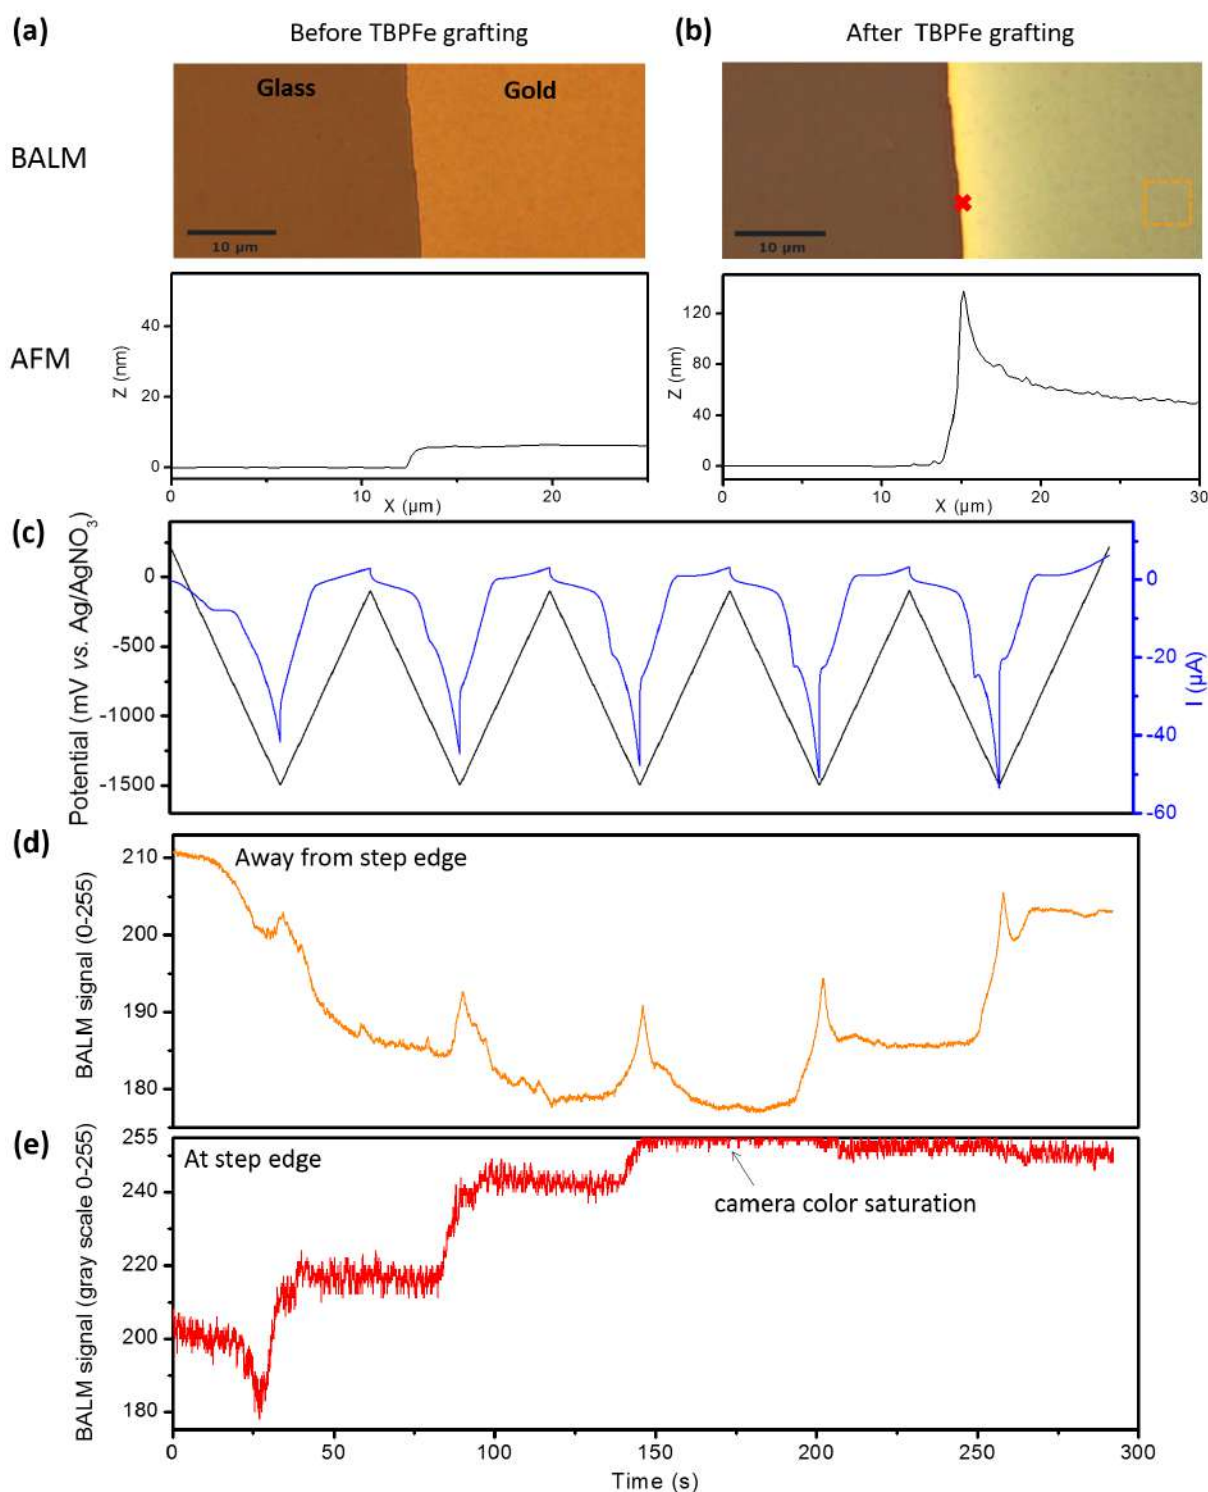 (a)
Before TBPFe grafting
(b)
After TBPFe grafting
BALM
Glass
Gold
10 µm
10 µm
AFM
Z (nm)
40
20
0
0
10
20
X (µm)
Z (nm)
120
80
40
0
0
10
20
30
X (µm)
(c)
Potential (mV vs. Ag/AgNO3)
0
-500
-1000
-1500
I (µA)
0
-20
-40
-60
(d)
Away from step edge
BALM signal (0-255)
210
200
190
180
(e)
At step edge
camera color saturation
BALM signal (gray scale 0-255)
255
240
220
200
180
0
50
100
150
200
250
300
Time (s)